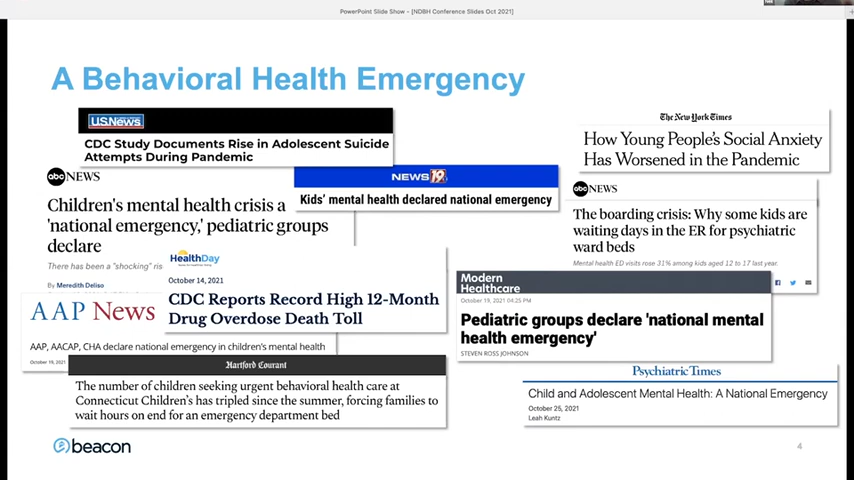 PowerPoint Slide Show - [NDBH Conference Slides Oct 2021]
A Behavioral Health Emergency
U.S.News
CDC Study Documents Rise in Adolescent Suicide
Attempts During Pandemic
The New York Times
How Young People's Social Anxiety
Has Worsened in the Pandemic
abc NEWS
Children's mental health crisis a
'national emergency,' pediatric groups
declare
There has been a "shocking" ris
By Meredith Deliso
NEWS 19
Kids' mental health declared national emergency
abc NEWS
The boarding crisis: Why some kids are
waiting days in the ER for psychiatric
ward beds
Mental health ED visits rose 31% among kids aged 12 to 17 last year.
HealthDay
October 14, 2021
CDC Reports Record High 12-Month
Drug Overdose Death Toll
Modern
Healthcare
October 19, 2021 04:25 PM
Pediatric groups declare 'national mental
health emergency'
STEVEN ROSS JOHNSON
AAP News
AAP, AACAP, CHA declare national emergency in children's mental health
October 19, 2021
Hartford Courant
The number of children seeking urgent behavioral health care at
Connecticut Children's has tripled since the summer, forcing families to
wait hours on end for an emergency department bed
Psychiatric Times
Child and Adolescent Mental Health: A National Emergency
October 25, 2021
Leah Kuntz
beacon
4